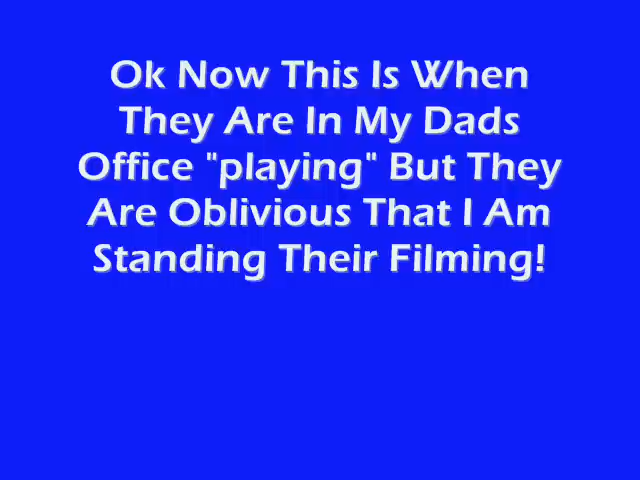 Ok Now This Is When
They Are In My Dads
Office "playing" But They
Are Oblivious That I Am
Standing Their Filming!